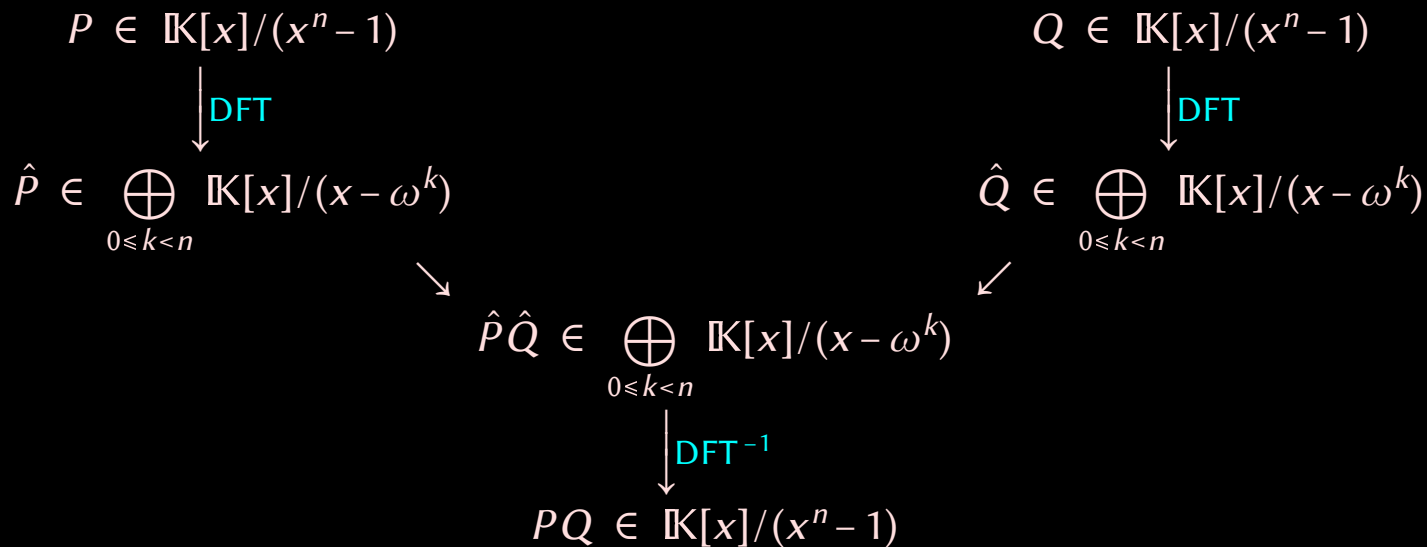 P ∈ 𝕂[x]/(xⁿ – 1) Q ∈ 𝕂[x]/(xⁿ – 1)
DFT DFT
P̂ ∈ ⨁ 𝕂[x]/(x – ωᵏ) Q̂ ∈ ⨁ 𝕂[x]/(x – ωᵏ)
0⩽k<n 0⩽k<n
P̂Q̂ ∈ ⨁ 𝕂[x]/(x – ωᵏ)
0⩽k<n
DFT⁻¹
PQ ∈ 𝕂[x]/(xⁿ – 1)